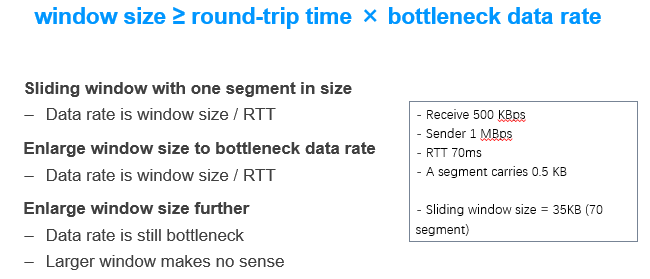 window size ≥ round-trip time × bottleneck data rate
Sliding window with one segment in size
– Data rate is window size / RTT
Enlarge window size to bottleneck data rate
– Data rate is window size / RTT
Enlarge window size further
– Data rate is still bottleneck
– Larger window makes no sense
- Receive 500 KBps
- Sender 1 MBps
- RTT 70ms
- A segment carries 0.5 KB
- Sliding window size = 35KB (70
segment)